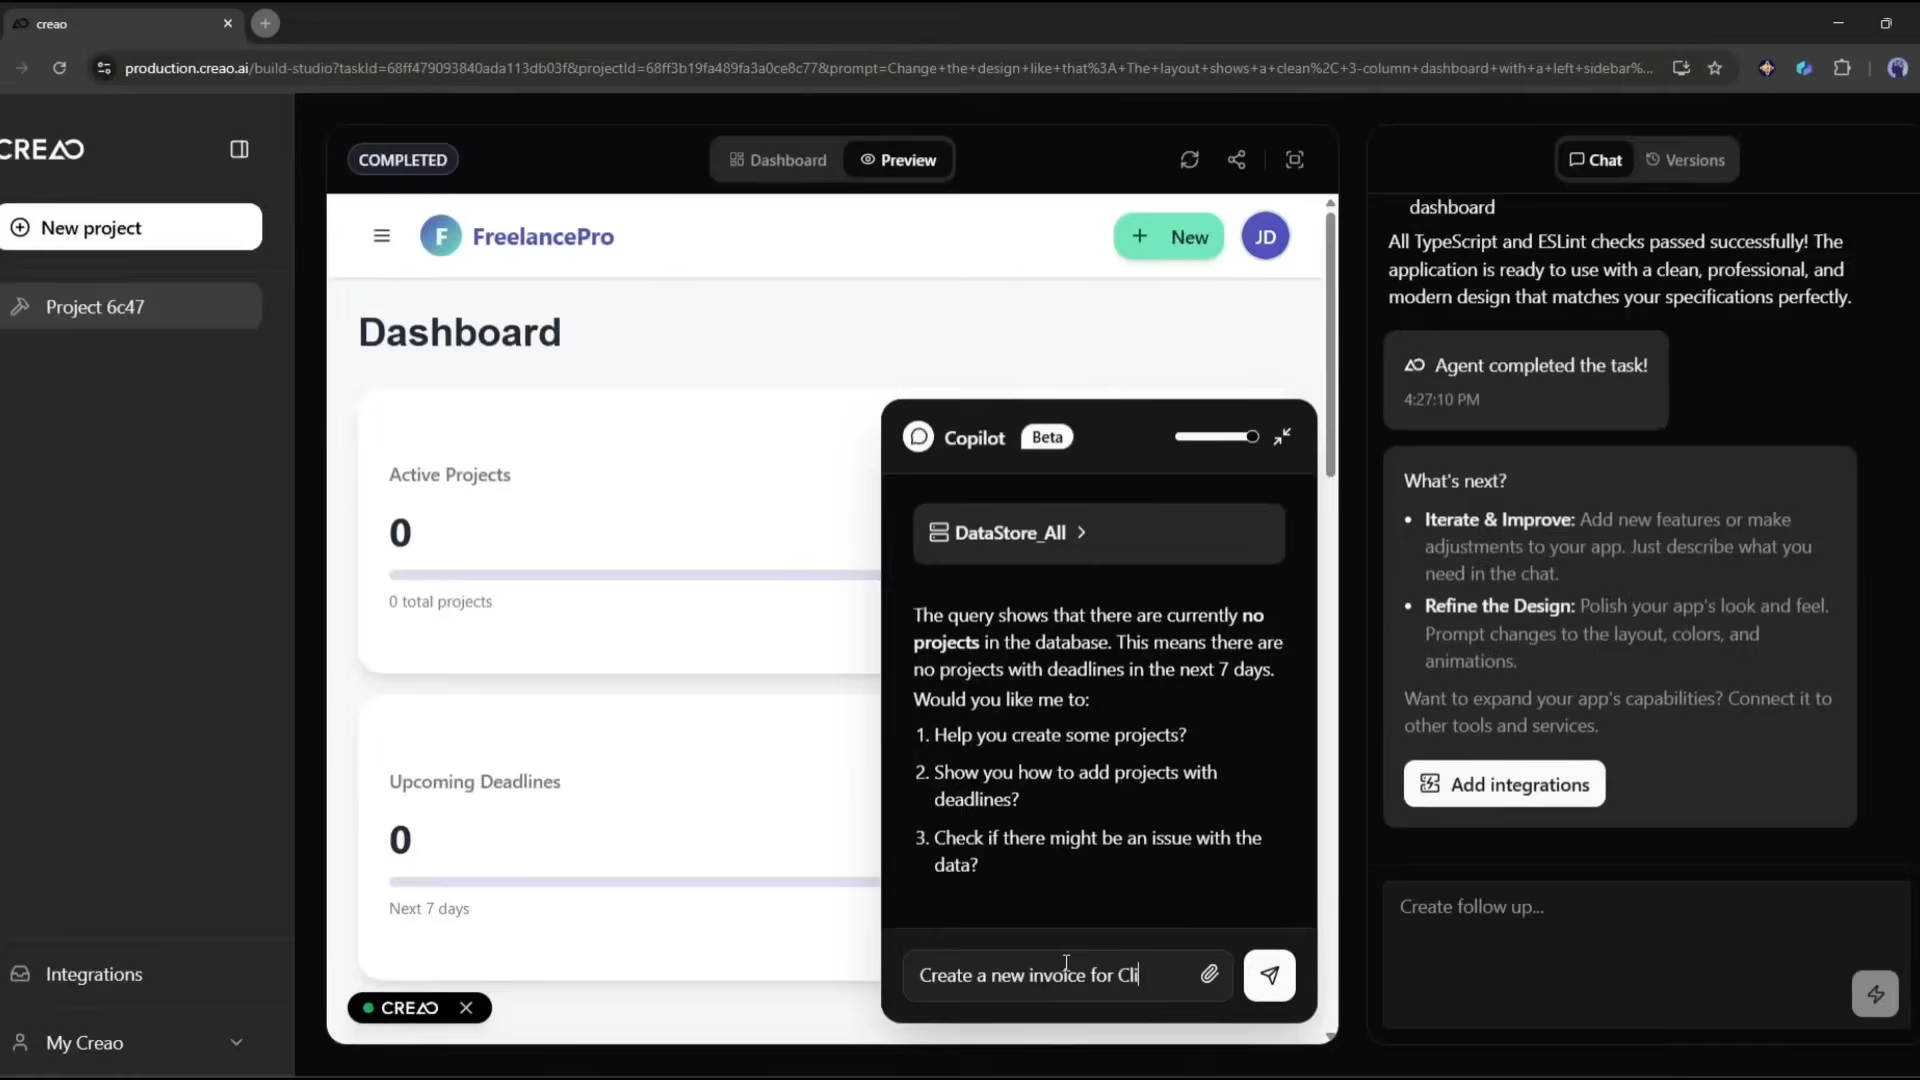 creao
production.creao.ai/build-studio?taskId=68ff479093840ada113db03f&projectId=68ff3b19fa489fa3a0ce8c77&prompt=Change+the+design+like+that%3A+The+layout+shows+a+clean%2C+3-column+dashboard+with+a+left+sidebar%...
CREAO
New project
Project 6c47
Integrations
My Creao
COMPLETED
Dashboard
Preview
F
FreelancePro
+ New
JD
Dashboard
Active Projects
0
0 total projects
Upcoming Deadlines
0
Next 7 days
CREAO
Copilot
Beta
DataStore_All
The query shows that there are currently no
projects in the database. This means there are
no projects with deadlines in the next 7 days.
Would you like me to:
1. Help you create some projects?
2. Show you how to add projects with
deadlines?
3. Check if there might be an issue with the
data?
Create a new invoice for Cli
Chat
Versions
dashboard
All TypeScript and ESLint checks passed successfully! The
application is ready to use with a clean, professional, and
modern design that matches your specifications perfectly.
Agent completed the task!
4:27:10 PM
What's next?
• Iterate & Improve: Add new features or make
adjustments to your app. Just describe what you
need in the chat.
• Refine the Design: Polish your app's look and feel.
Prompt changes to the layout, colors, and
animations.
Want to expand your app's capabilities? Connect it to
other tools and services.
Add integrations
Create follow up...